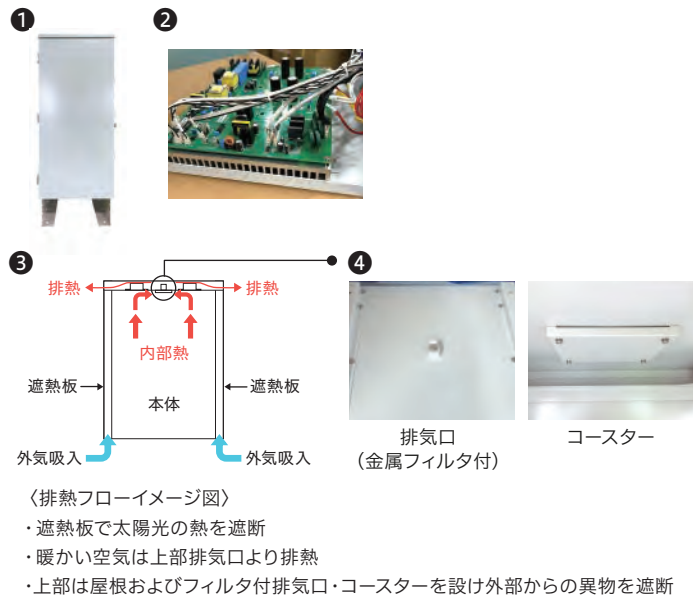 ❶
❷
❸
❹
排熱
排熱
内部熱
遮熱板
遮熱板
本体
外気吸入
外気吸入
排気口
（金属フィルタ付）
コースター
〈排熱フローイメージ図〉
・遮熱板で太陽光の熱を遮断
・暖かい空気は上部排気口より排熱
・上部は屋根およびフィルタ付排気口・コースターを設け外部からの異物を遮断